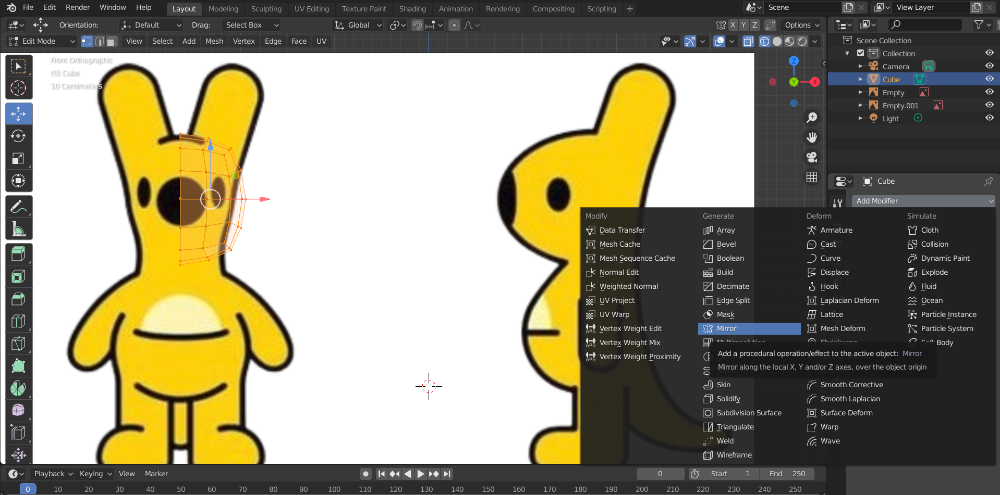 File Edit Render Window Help Layout Modeling Sculpting UV Editing Texture Paint Shading Animation Rendering Compositing Scripting + Scene View Layer
Orientation: Default Drag: Select Box Global X Y Z Options
Edit Mode View Select Add Mesh Vertex Edge Face UV
Front Orthographic
(0) Cube
10 Centimeters
Z
Y
X
Scene Collection
Collection
Camera
Cube
Empty
Empty.001
Light
Cube
Add Modifier
Modify
Data Transfer
Mesh Cache
Mesh Sequence Cache
Normal Edit
Weighted Normal
UV Project
UV Warp
Vertex Weight Edit
Vertex Weight Mix
Vertex Weight Proximity
Generate
Array
Bevel
Boolean
Build
Decimate
Edge Split
Mask
Mirror
Multiresolution
Skin
Solidify
Subdivision Surface
Triangulate
Weld
Wireframe
Deform
Armature
Cast
Curve
Displace
Hook
Laplacian Deform
Lattice
Mesh Deform
Shrinkwrap
Smooth Corrective
Smooth Laplacian
Surface Deform
Warp
Wave
Simulate
Cloth
Collision
Dynamic Paint
Explode
Fluid
Ocean
Particle Instance
Particle System
Soft Body
Add a procedural operation/effect to the active object: Mirror
Mirror along the local X, Y and/or Z axes, over the object origin
Playback Keying View Marker 0 Start 1 End 250
0 10 20 30 40 50 60 70 80 90 100 110 120 130 140 150 160 170 180 190 200 210 220 230 240 250